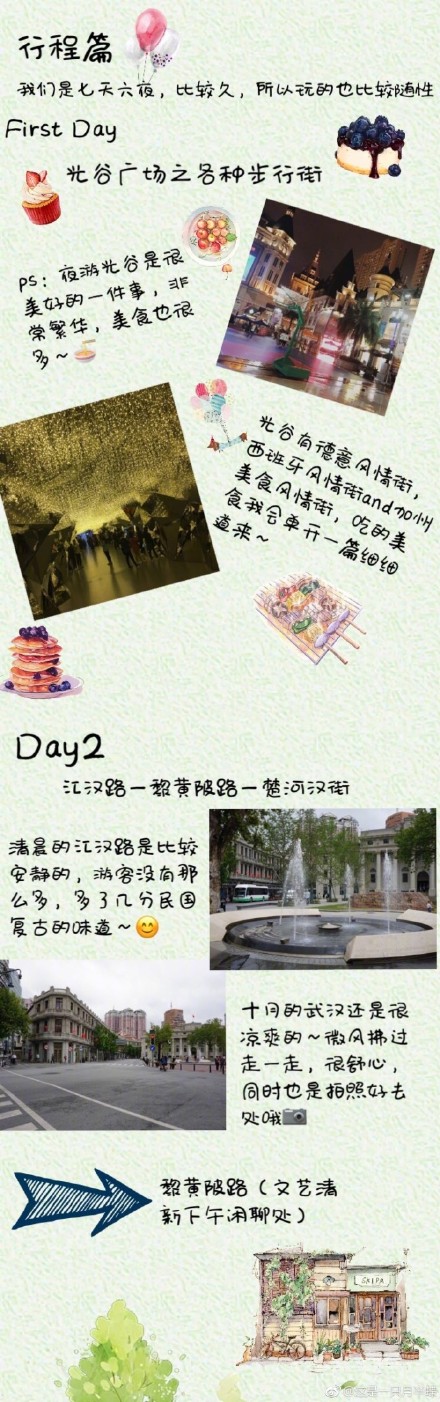 行程篇
我们是七天六夜，比较久，所以玩的也比较随性
First Day
光谷广场之各种步行街
ps：夜游光谷是很
美好的一件事，非
常繁华，美食也很
多~
光谷有德意风情街，
西班牙风情街and加州
美食风情街，吃的美
食我会单开一篇细细
道来~
Day2
江汉路-黎黄陂路-楚河汉街
清晨的江汉路是比较
安静的，游客没有那
么多，多了几分民国
复古的味道~😊
十月的武汉还是很
凉爽的~微风拂过
走一走，很舒心，
同时也是拍照好去
处哦📷
黎黄陂路（文艺清
新下午闲聊处）